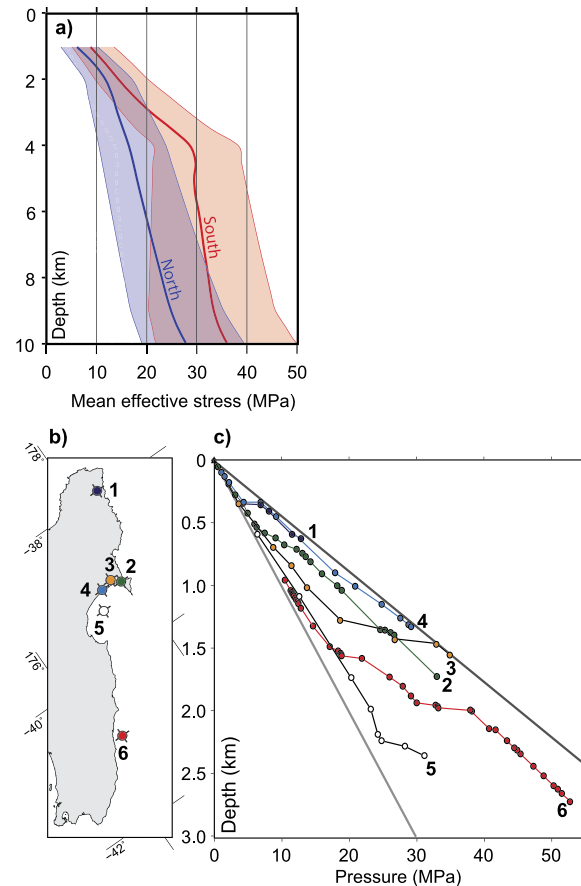 a)
0
2
4
6
8
10
Depth (km)
North
South
0 10 20 30 40 50
Mean effective stress (MPa)
b)
178°
-38°
176°
-40°
-42°
1
2
3
4
5
6
c)
0
0.5
1.0
1.5
2.0
2.5
3.0
Depth (km)
1
4
3
2
5
6
0 10 20 30 40 50
Pressure (MPa)